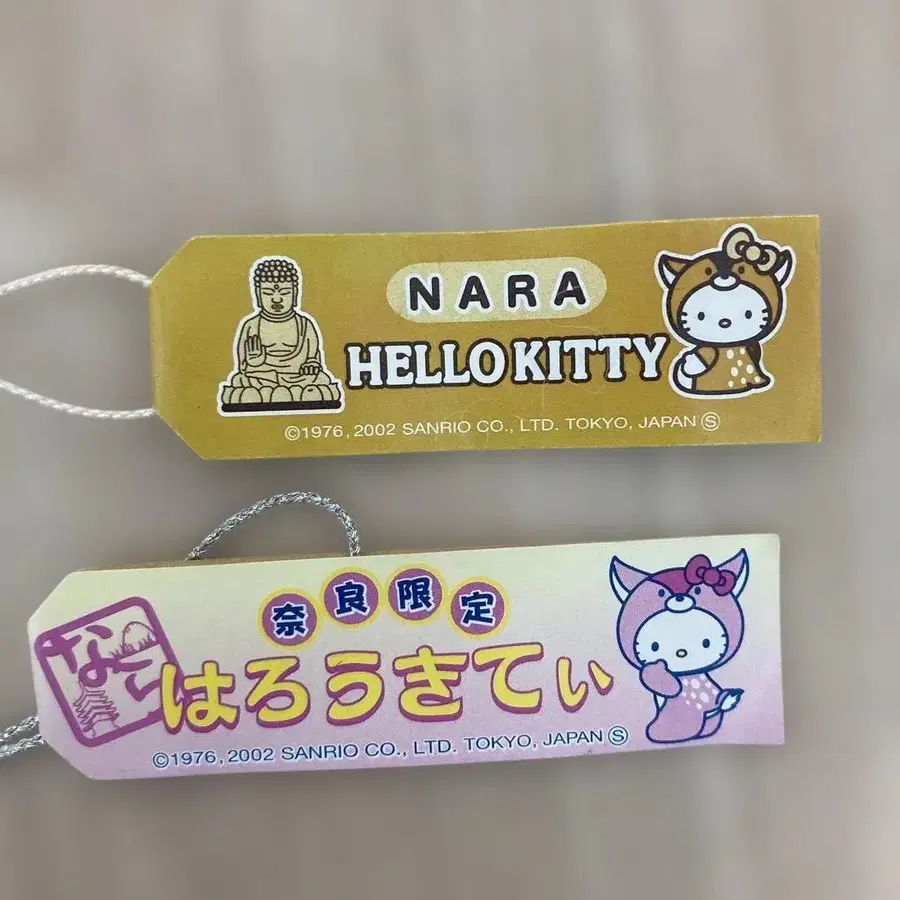 NARA
HELLO KITTY
©1976, 2002 SANRIO CO., LTD. TOKYO, JAPAN Ⓢ
奈良限定
なら
はろうきてぃ
©1976, 2002 SANRIO CO., LTD. TOKYO, JAPAN Ⓢ